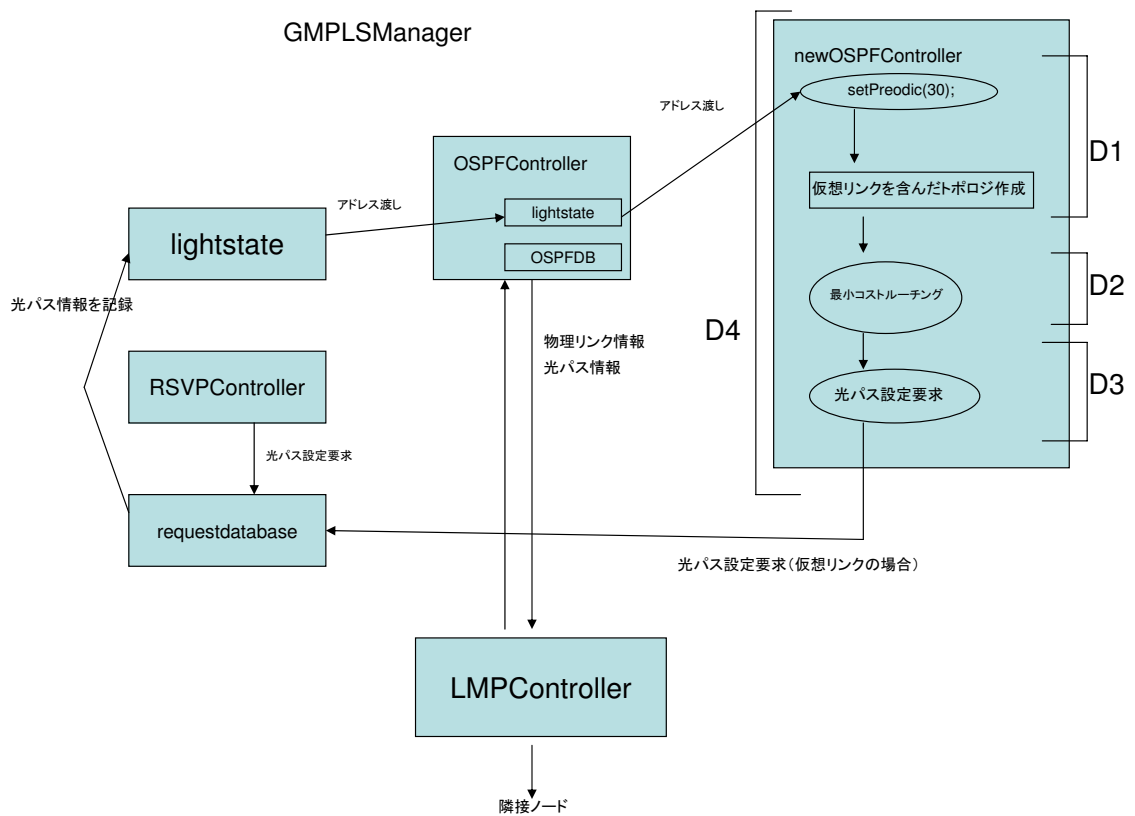 GMPLSManager
newOSPFController
setPreodic(30);
アドレス渡し
OSPFController
D1
仮想リンクを含んだトポロジ作成
アドレス渡し
lightstate
lightstate
OSPFDB
D2
最小コストルーチング
光パス情報を記録
D4
物理リンク情報
光パス情報
RSVPController
D3
光パス設定要求
光パス設定要求
requestdatabase
光パス設定要求(仮想リンクの場合)
LMPController
隣接ノード